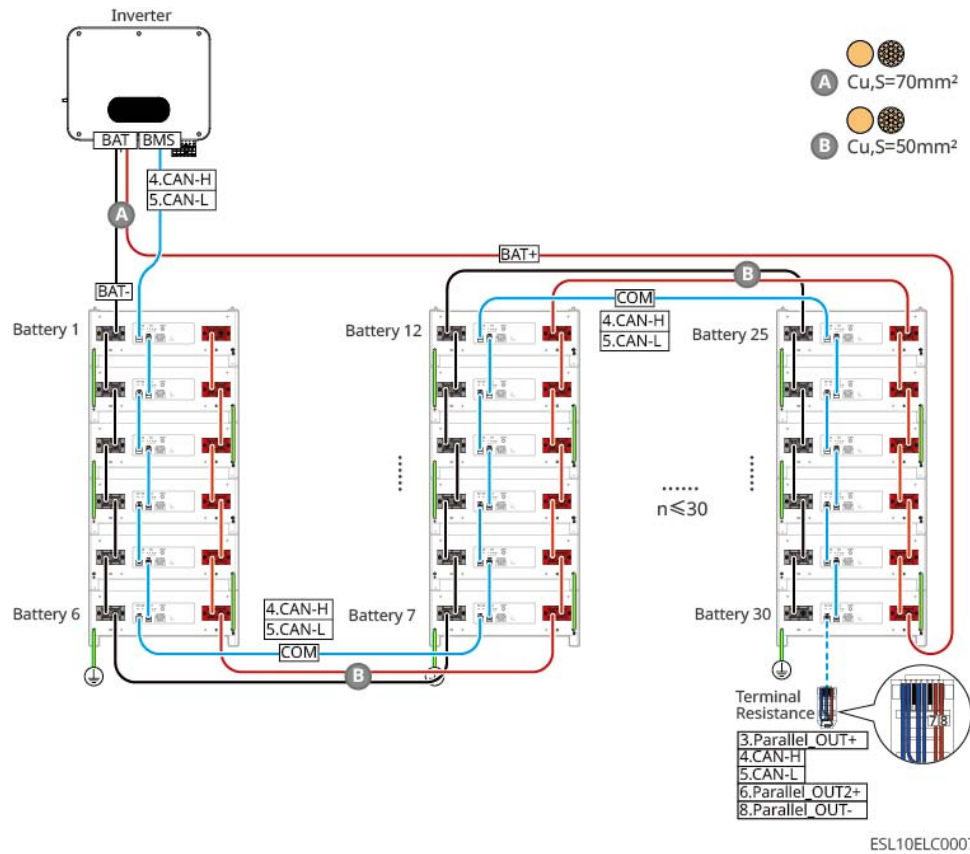 Inverter
A Cu,S=70mm²
B Cu,S=50mm²
BAT BMS
4.CAN-H
5.CAN-L
A
BAT+
B
BAT-
COM
Battery 1
Battery 12
4.CAN-H
5.CAN-L
Battery 25
......
......
......
n≤30
Battery 6
4.CAN-H
5.CAN-L
Battery 7
Battery 30
COM
B
Terminal
Resistance
7 8
3.Parallel_OUT+
4.CAN-H
5.CAN-L
6.Parallel_OUT2+
8.Parallel_OUT-